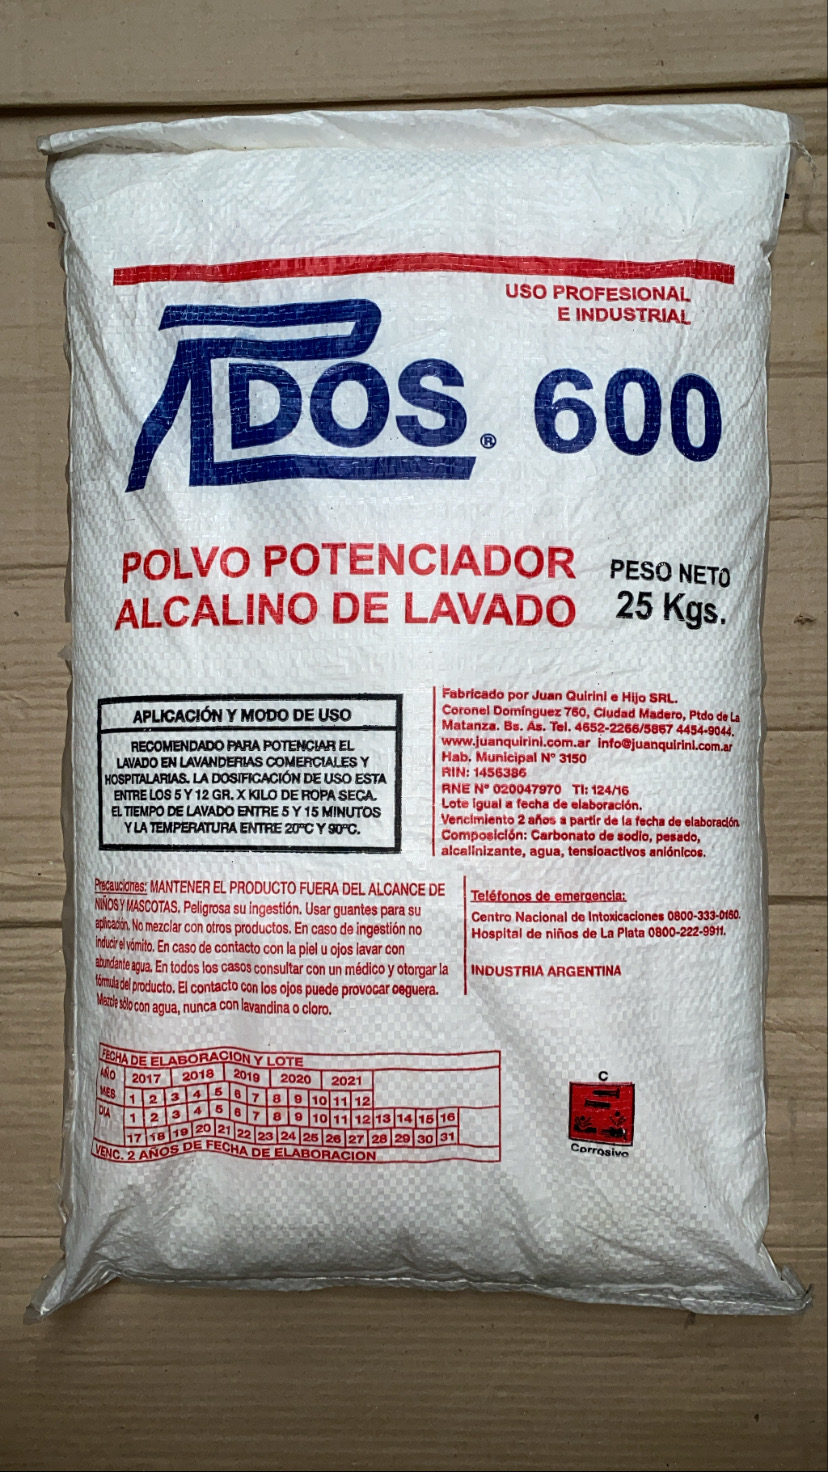 USO PROFESIONAL
E INDUSTRIAL
ADOS® 600
POLVO POTENCIADOR
ALCALINO DE LAVADO
PESO NETO
25 Kgs.
APLICACIÓN Y MODO DE USO
RECOMENDADO PARA POTENCIAR EL
LAVADO EN LAVANDERIAS COMERCIALES Y
HOSPITALARIAS. LA DOSIFICACIÓN DE USO ESTA
ENTRE LOS 5 Y 12 GR. X KILO DE ROPA SECA.
EL TIEMPO DE LAVADO ENTRE 5 Y 15 MINUTOS
Y LA TEMPERATURA ENTRE 20ºC Y 90ºC.
Fabricado por Juan Quirini e Hijo SRL.
Coronel Domínguez 760, Ciudad Madero, Ptdo de La
Matanza. Bs. As. Tel. 4652-2266/5867 4454-9044.
www.juanquirini.com.ar info@juanquirini.com.ar
Hab. Municipal Nº 3150
RIN: 1456386
RNE Nº 020047970 TI: 124/16
Lote igual a fecha de elaboración.
Vencimiento 2 años a partir de la fecha de elaboración.
Composición: Carbonato de sodio, pesado,
alcalinizante, agua, tensioactivos aniónicos.
Precauciones: MANTENER EL PRODUCTO FUERA DEL ALCANCE DE
NIÑOS Y MASCOTAS. Peligrosa su ingestión. Usar guantes para su
aplicación. No mezclar con otros productos. En caso de ingestión no
inducir el vómito. En caso de contacto con la piel u ojos lavar con
abundante agua. En todos los casos consultar con un médico y otorgar la
fórmula del producto. El contacto con los ojos puede provocar ceguera.
Mezcle sólo con agua, nunca con lavandina o cloro.
Teléfonos de emergencia:
Centro Nacional de Intoxicaciones 0800-333-0160.
Hospital de niños de La Plata 0800-222-9911.
INDUSTRIA ARGENTINA
FECHA DE ELABORACION Y LOTE
AÑO 2017 2018 2019 2020 2021
MES 1 2 3 4 5 6 7 8 9 10 11 12
DIA 1 2 3 4 5 6 7 8 9 10 11 12 13 14 15 16
17 18 19 20 21 22 23 24 25 26 27 28 29 30 31
VENC. 2 AÑOS DE FECHA DE ELABORACION
C
Corrosivo